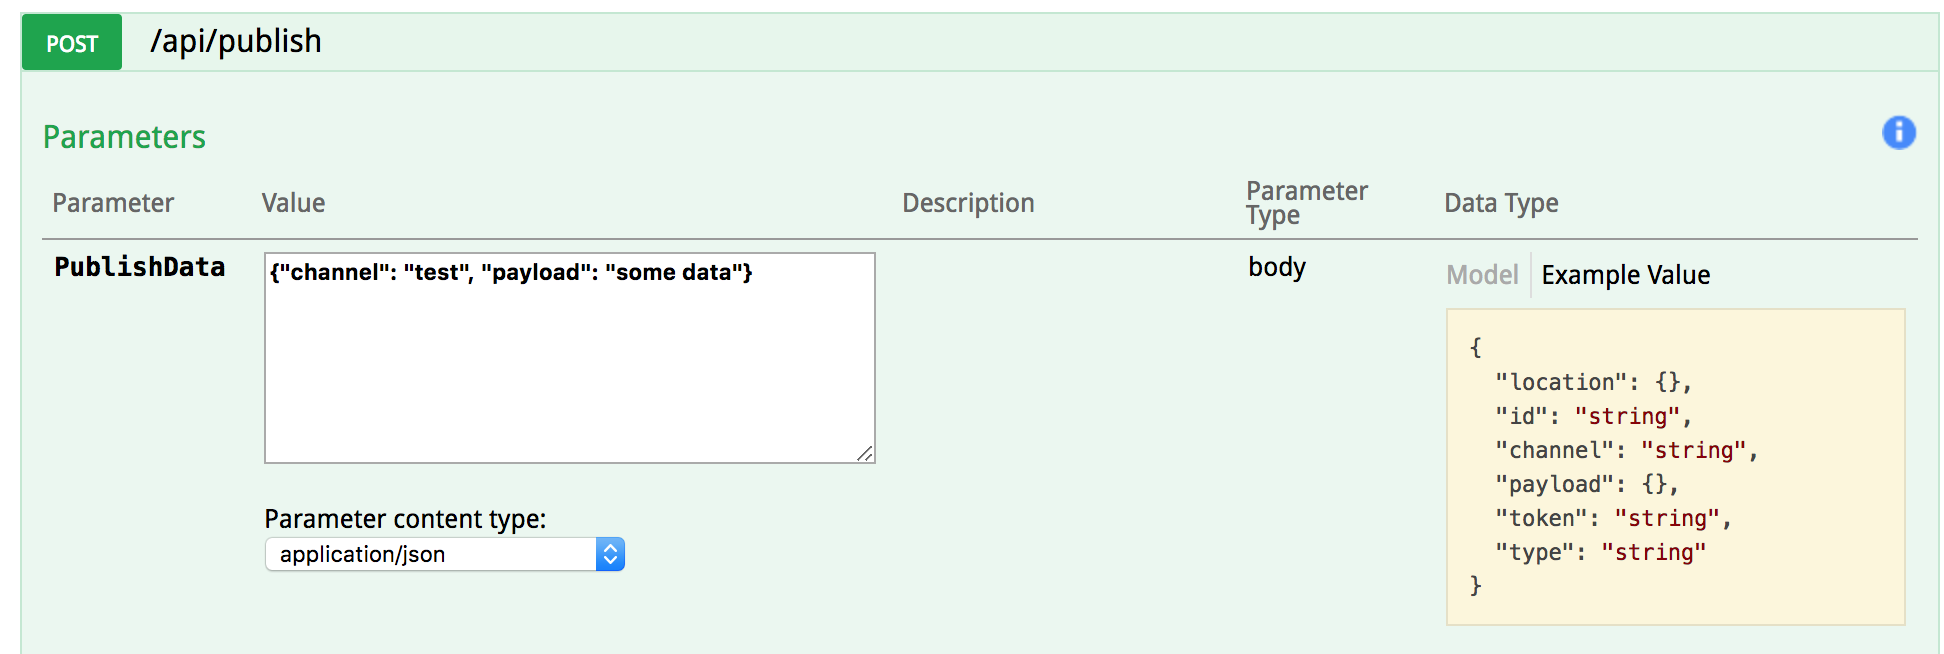 POST /api/publish
Parameters
Parameter Value Description Parameter Type Data Type
PublishData {"channel": "test", "payload": "some data"} body Model Example Value
{
"location": {},
"id": "string",
"channel": "string",
"payload": {},
"token": "string",
"type": "string"
}
Parameter content type:
application/json